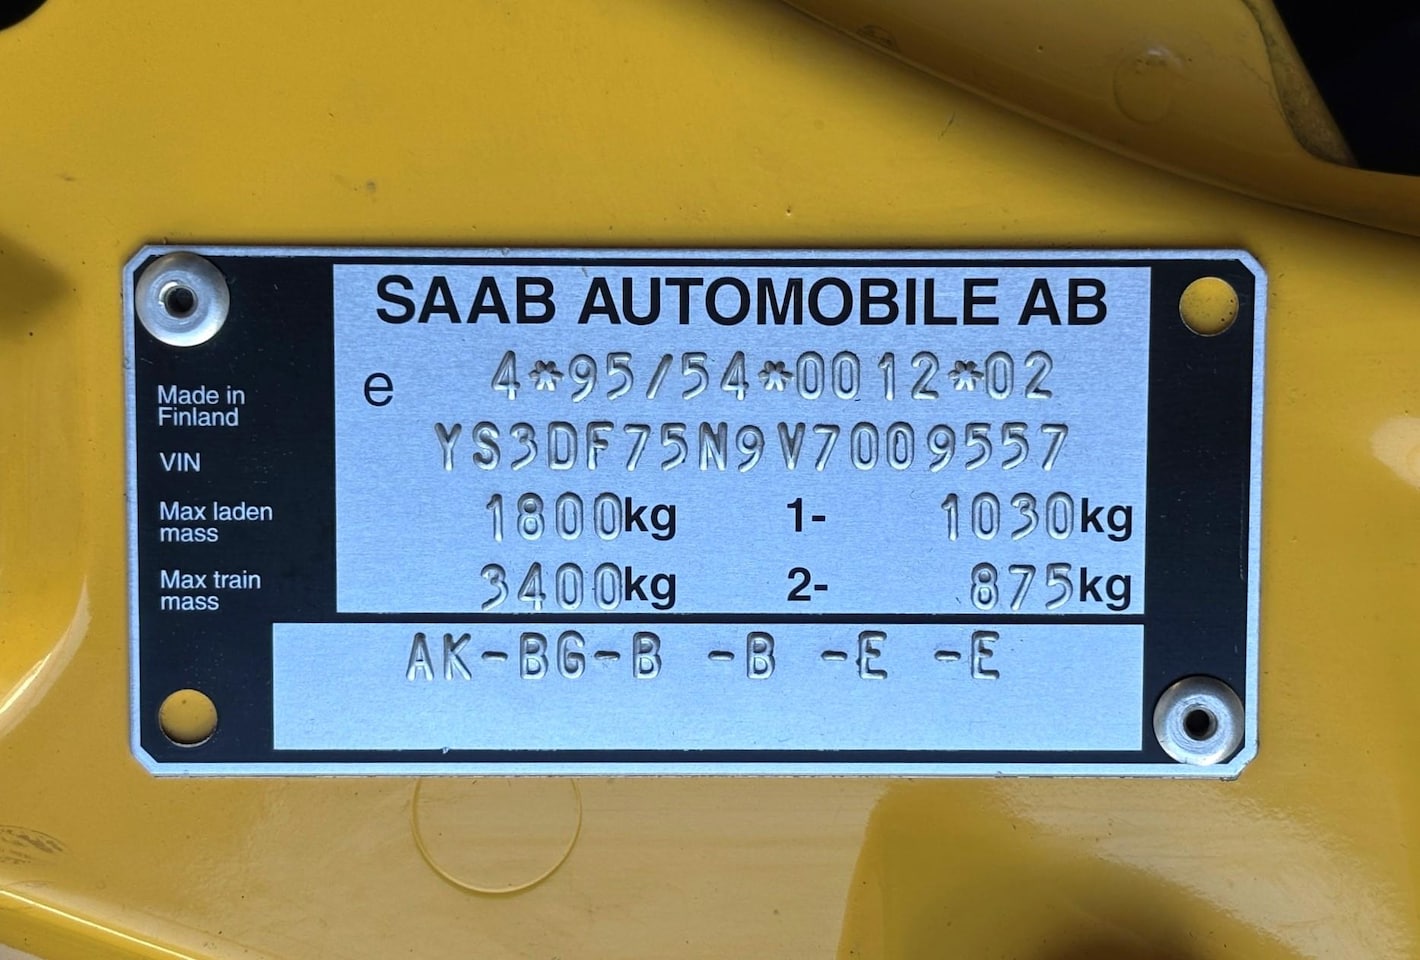 SAAB AUTOMOBILE AB
e 4*95/54*0012*02
Made in
Finland
VIN YS3DF75N9V7009557
Max laden
mass 1800kg 1- 1030kg
Max train
mass 3400kg 2- 875kg
AK-BG-B -B -E -E